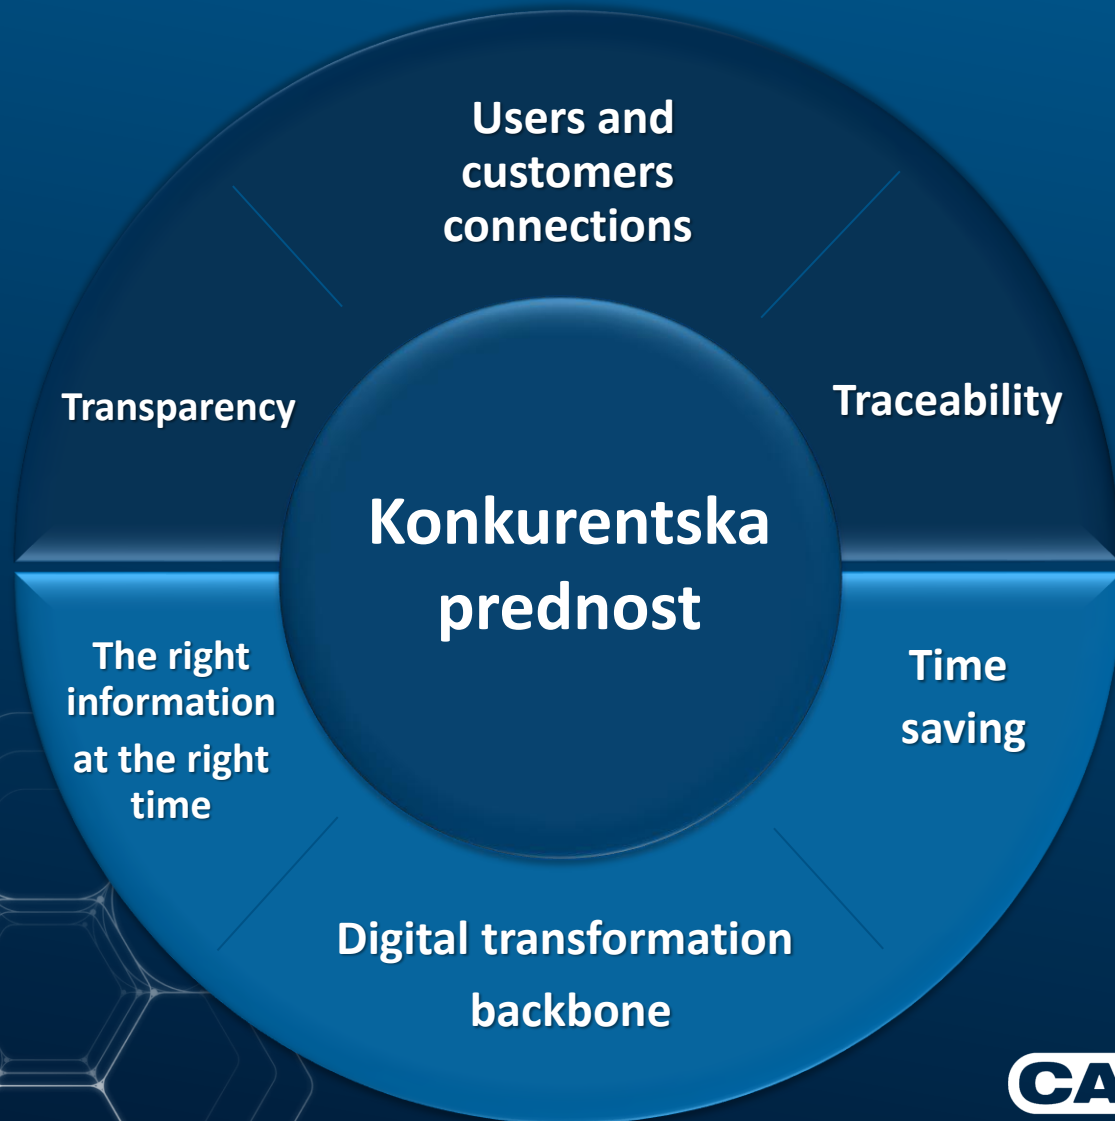 Users and
customers
connections
Transparency
Traceability
Konkurentska
prednost
The right
information
at the right
time
Time
saving
Digital transformation
backbone
CA